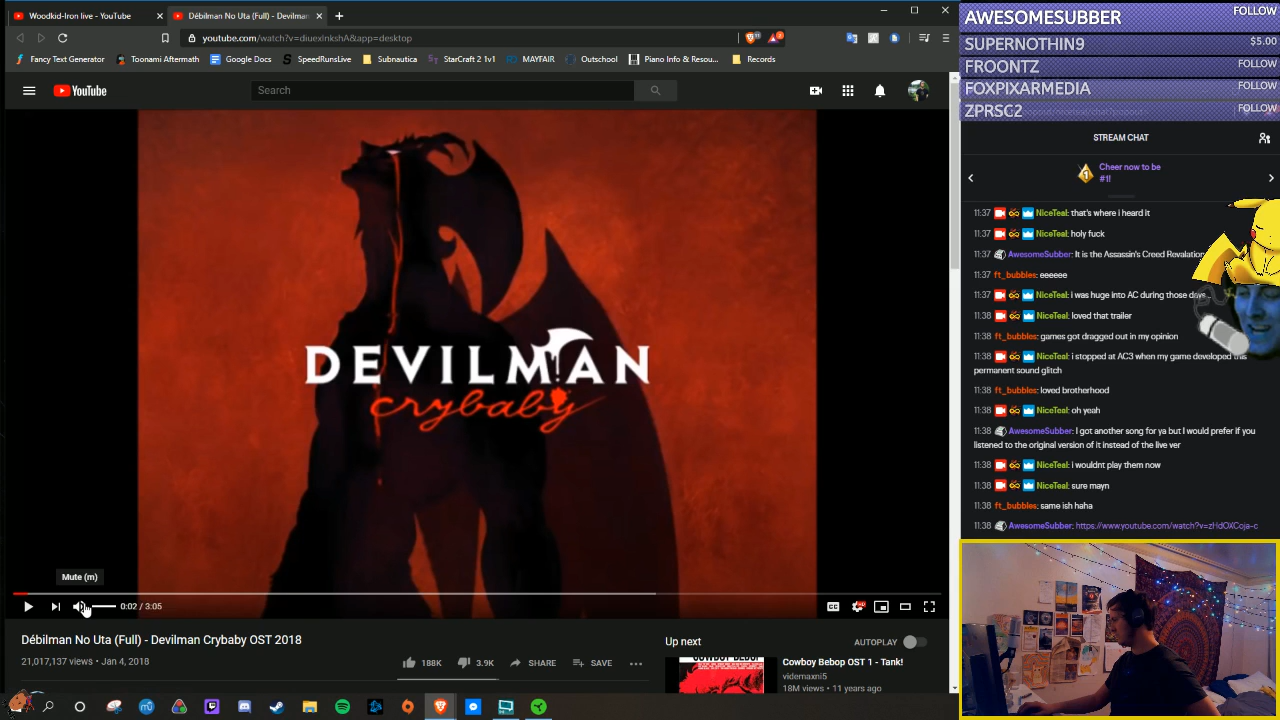 Woodkid-Iron live - YouTube
Débilman No Uta (Full) - Devilman
youtube.com/watch?v=diuexInkshA&app=desktop
Fancy Text Generator
Toonami Aftermath
Google Docs
SpeedRunsLive
Subnautica
StarCraft 2 1v1
MAYFAIR
Outschool
Piano Info & Resou...
Records
YouTube
Search
DEVILMAN
crybaby
Mute (m)
0:02 / 3:05
Débilman No Uta (Full) - Devilman Crybaby OST 2018
21,017,137 views • Jan 4, 2018
188K
3.9K
SHARE
SAVE
Up next
AUTOPLAY
Cowboy Bebop OST 1 - Tank!
videmaxni5
18M views • 11 years ago
AWESOMESUBBER FOLLOW
SUPERNOTHIN9 $5.00
FROONTZ FOLLOW
FOXPIXARMEDIA FOLLOW
ZPRSC2 FOLLOW
STREAM CHAT
Cheer now to be
#1!
11:37 NiceTeal: that's where i heard it
11:37 NiceTeal: holy fuck
11:37 AwesomeSubber: It is the Assassin's Creed Revalation
11:37 ft_bubbles: eeeeee
11:37 NiceTeal: i was huge into AC during those days
11:38 NiceTeal: loved that trailer
11:38 ft_bubbles: games got dragged out in my opinion
11:38 NiceTeal: i stopped at AC3 when my game developed this
permanent sound glitch
11:38 ft_bubbles: loved brotherhood
11:38 NiceTeal: oh yeah
11:38 AwesomeSubber: I got another song for ya but I would prefer if you
listened to the original version of it instead of the live ver
11:38 NiceTeal: i wouldnt play them now
11:38 NiceTeal: sure mayn
11:38 ft_bubbles: same ish haha
11:38 AwesomeSubber: https://www.youtube.com/watch?v=zHdOXCoja-c